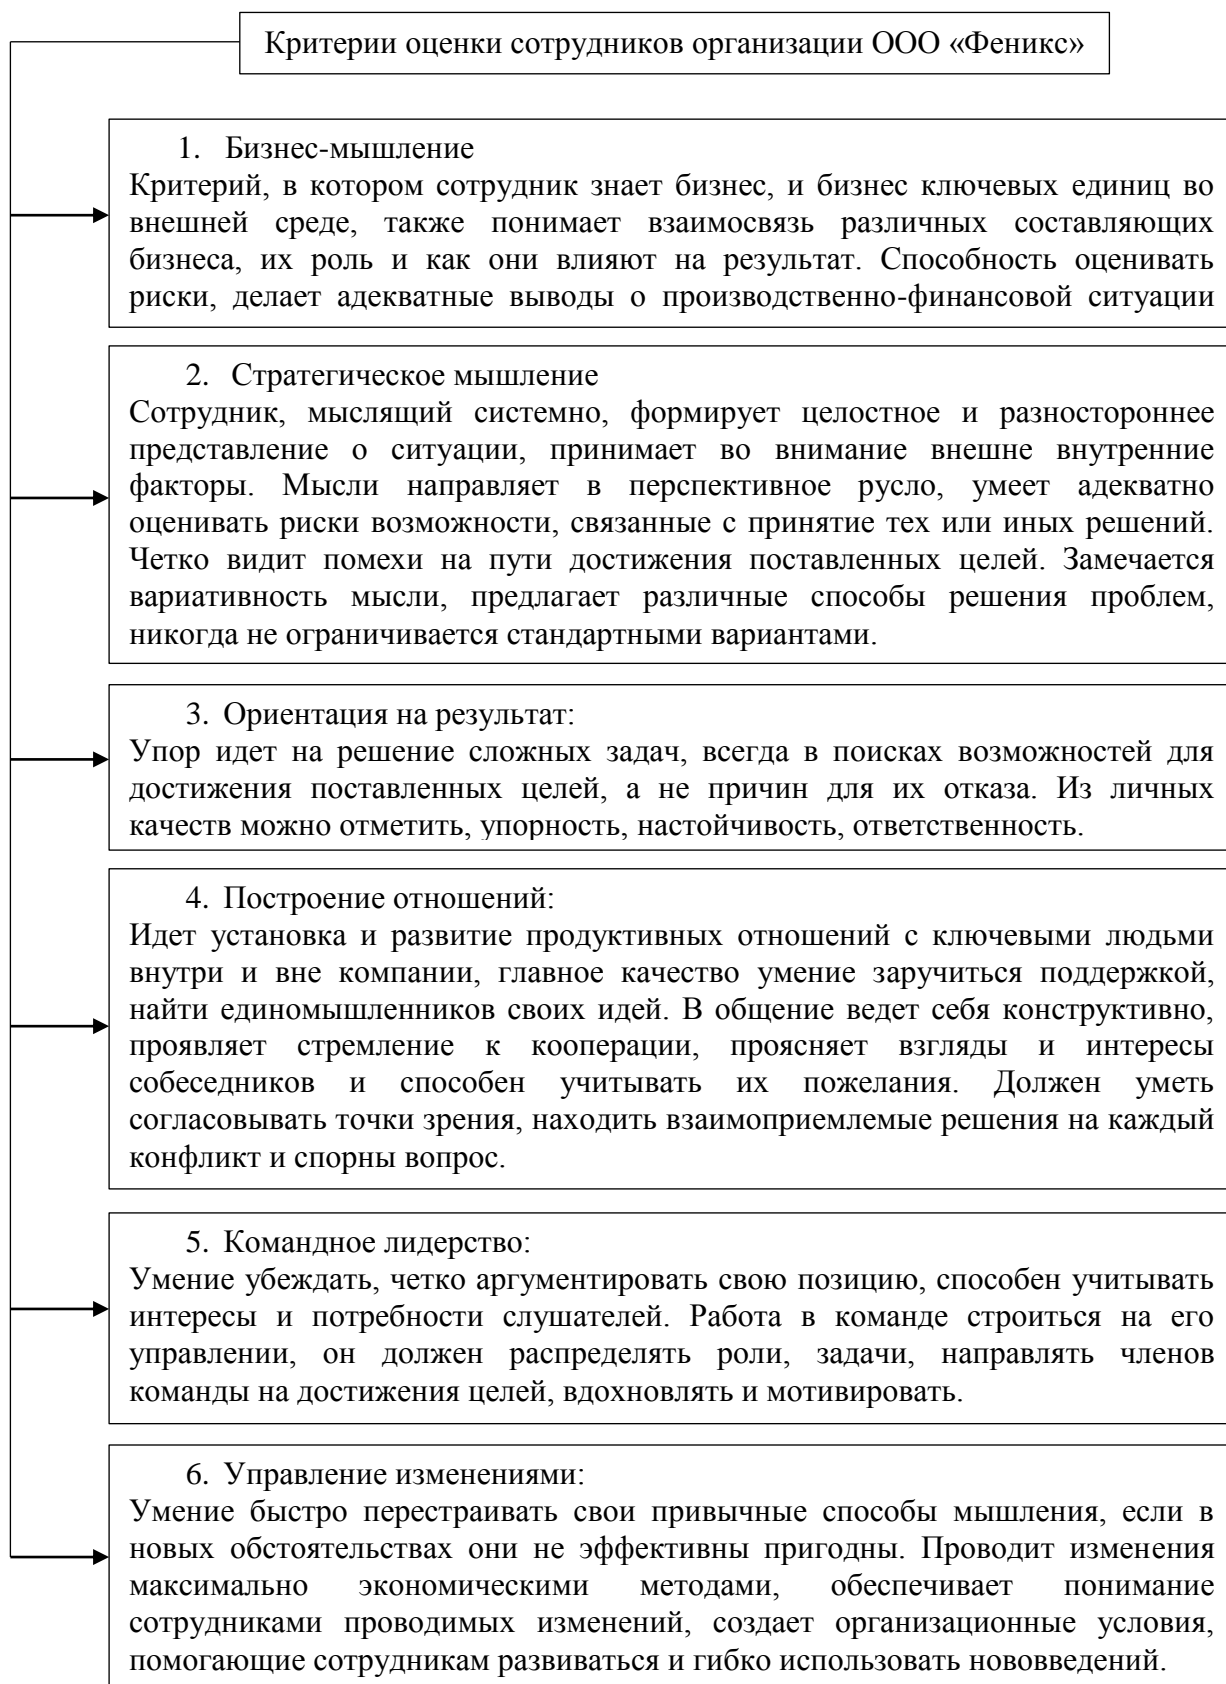 Критерии оценки сотрудников организации ООО «Феникс»
1. Бизнес-мышление
Критерий, в котором сотрудник знает бизнес, и бизнес ключевых единиц во
внешней среде, также понимает взаимосвязь различных составляющих
бизнеса, их роль и как они влияют на результат. Способность оценивать
риски, делает адекватные выводы о производственно-финансовой ситуации
2. Стратегическое мышление
Сотрудник, мыслящий системно, формирует целостное и разностороннее
представление о ситуации, принимает во внимание внешне внутренние
факторы. Мысли направляет в перспективное русло, умеет адекватно
оценивать риски возможности, связанные с принятие тех или иных решений.
Четко видит помехи на пути достижения поставленных целей. Замечается
вариативность мысли, предлагает различные способы решения проблем,
никогда не ограничивается стандартными вариантами.
3. Ориентация на результат:
Упор идет на решение сложных задач, всегда в поисках возможностей для
достижения поставленных целей, а не причин для их отказа. Из личных
качеств можно отметить, упорность, настойчивость, ответственность.
4. Построение отношений:
Идет установка и развитие продуктивных отношений с ключевыми людьми
внутри и вне компании, главное качество умение заручиться поддержкой,
найти единомышленников своих идей. В общение ведет себя конструктивно,
проявляет стремление к кооперации, проясняет взгляды и интересы
собеседников и способен учитывать их пожелания. Должен уметь
согласовывать точки зрения, находить взаимоприемлемые решения на каждый
конфликт и спорны вопрос.
5. Командное лидерство:
Умение убеждать, четко аргументировать свою позицию, способен учитывать
интересы и потребности слушателей. Работа в команде строиться на его
управлении, он должен распределять роли, задачи, направлять членов
команды на достижения целей, вдохновлять и мотивировать.
6. Управление изменениями:
Умение быстро перестраивать свои привычные способы мышления, если в
новых обстоятельствах они не эффективны пригодны. Проводит изменения
максимально экономическими методами, обеспечивает понимание
сотрудниками проводимых изменений, создает организационные условия,
помогающие сотрудникам развиваться и гибко использовать нововведений.